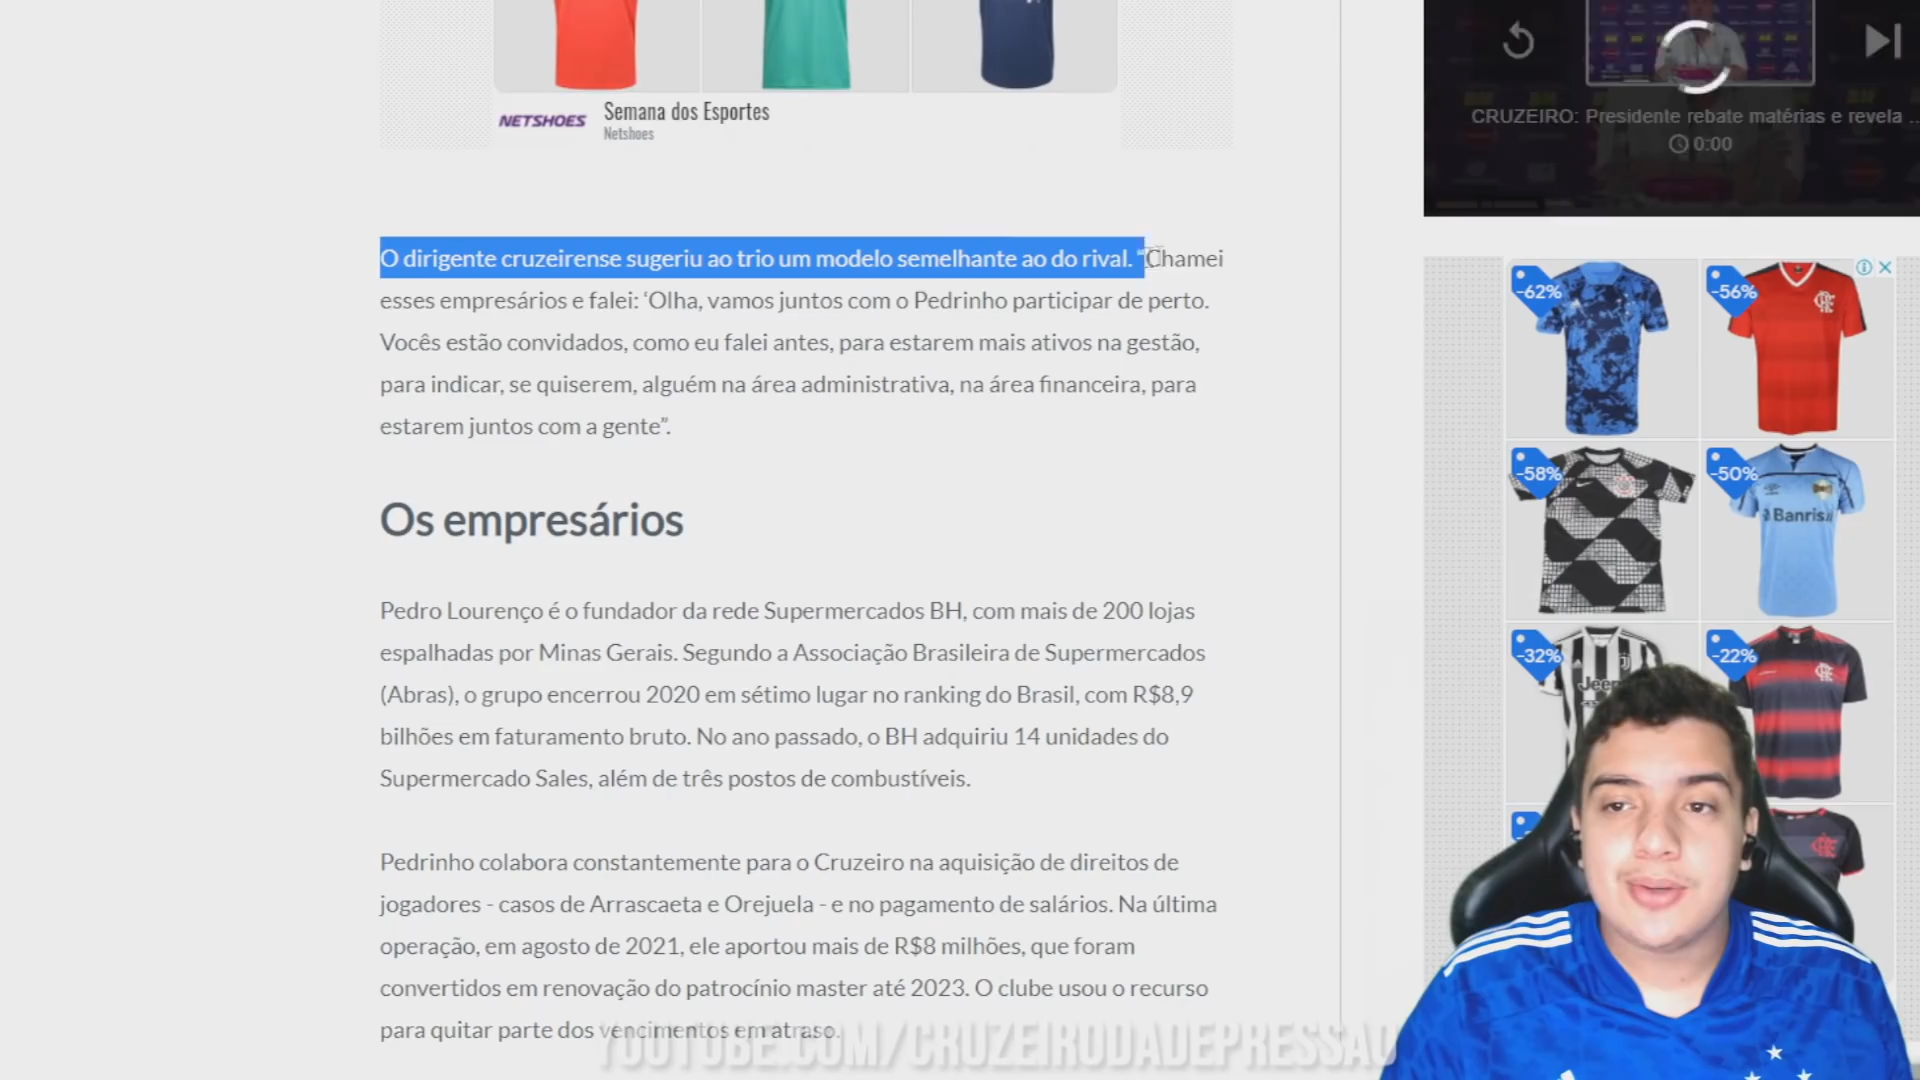 NETSHOES
Semana dos Esportes
Netshoes
CRUZEIRO: Presidente rebate matérias e revela ...
0:00
O dirigente cruzeirense sugeriu ao trio um modelo semelhante ao do rival. “Chamei
esses empresários e falei: ‘Olha, vamos juntos com o Pedrinho participar de perto.
Vocês estão convidados, como eu falei antes, para estarem mais ativos na gestão,
para indicar, se quiserem, alguém na área administrativa, na área financeira, para
estarem juntos com a gente”.
Os empresários
Pedro Lourenço é o fundador da rede Supermercados BH, com mais de 200 lojas
espalhadas por Minas Gerais. Segundo a Associação Brasileira de Supermercados
(Abras), o grupo encerrou 2020 em sétimo lugar no ranking do Brasil, com R$8,9
bilhões em faturamento bruto. No ano passado, o BH adquiriu 14 unidades do
Supermercado Sales, além de três postos de combustíveis.
Pedrinho colabora constantemente para o Cruzeiro na aquisição de direitos de
jogadores - casos de Arrascaeta e Orejuela - e no pagamento de salários. Na última
operação, em agosto de 2021, ele aportou mais de R$8 milhões, que foram
convertidos em renovação do patrocínio master até 2023. O clube usou o recurso
para quitar parte dos vencimentos em atraso.
YOUTUBE.COM/CRUZEIRODADEPRESSAO
-62%
-56%
-58%
-50%
-32%
-22%
Jeep